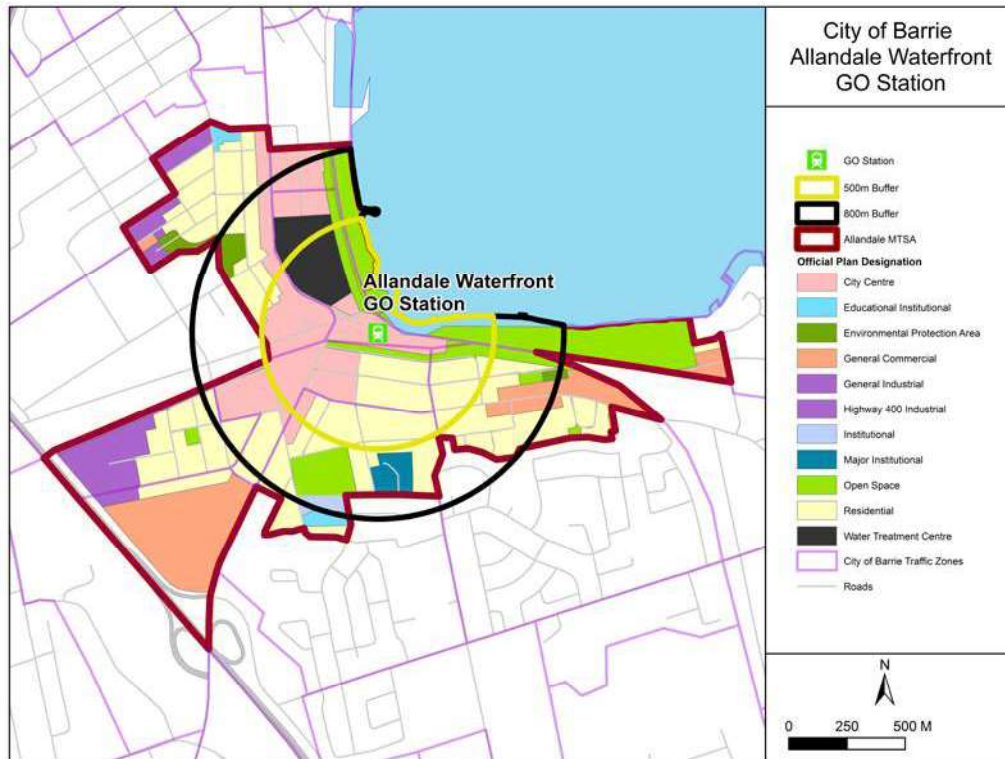 City of Barrie
Allandale Waterfront
GO Station
GO Station
500m Buffer
800m Buffer
Allandale MTSA
Official Plan Designation
City Centre
Educational Institutional
Environmental Protection Area
General Commercial
General Industrial
Highway 400 Industrial
Institutional
Major Institutional
Open Space
Residential
Water Treatment Centre
City of Barrie Traffic Zones
Roads
Allandale Waterfront
GO Station
N
0 250 500 M